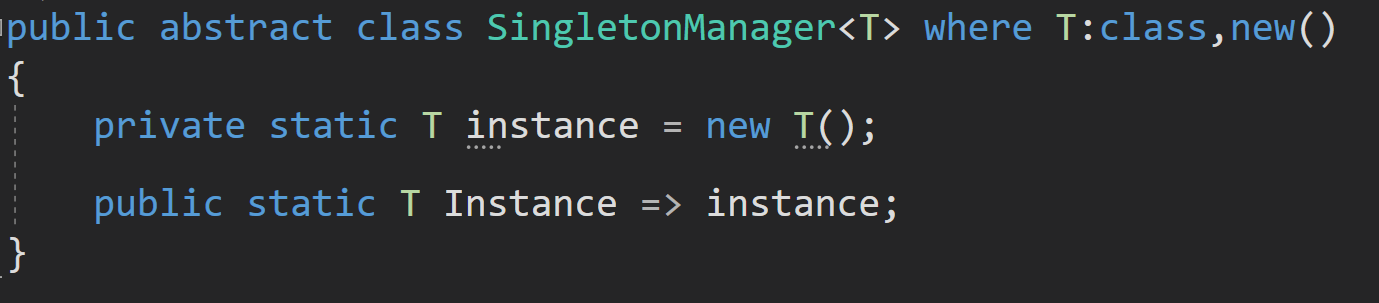 public abstract class SingletonManager<T> where T:class,new()
{
    private static T instance = new T();
    public static T Instance => instance;
}